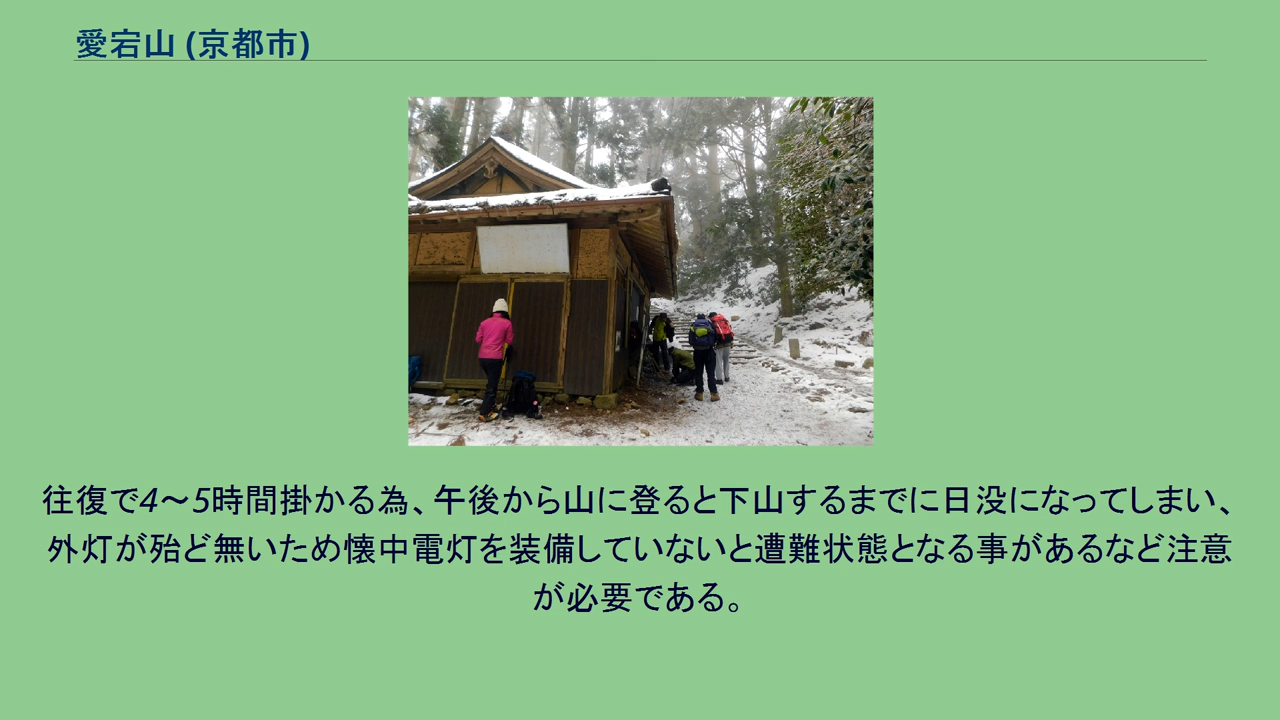 愛宕山 (京都市)
往復で4～5時間掛かる為、午後から山に登ると下山するまでに日没になってしまい、
外灯が殆ど無いため懐中電灯を装備していないと遭難状態となる事があるなど注意
が必要である。